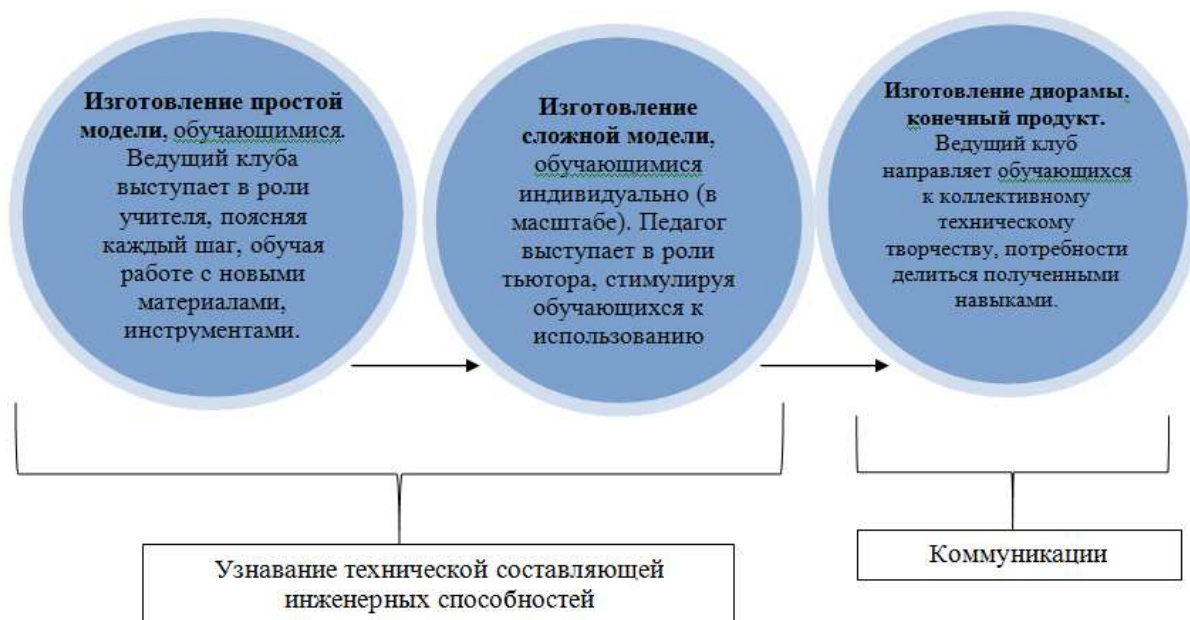 Изготовление простой
модели, обучающимися.
Ведущий клуба
выступает в роли
учителя, поясняя
каждый шаг, обучая
работе с новыми
материалами,
инструментами.
Изготовление
сложной модели,
обучающимися
индивидуально (в
масштабе). Педагог
выступает в роли
тьютора, стимулируя
обучающихся к
использованию
Изготовление диорамы,
конечный продукт.
Ведущий клуб
направляет обучающихся
к коллективному
техническому
творчеству, потребности
делиться полученными
навыками.
Узнавание технической составляющей
инженерных способностей
Коммуникации